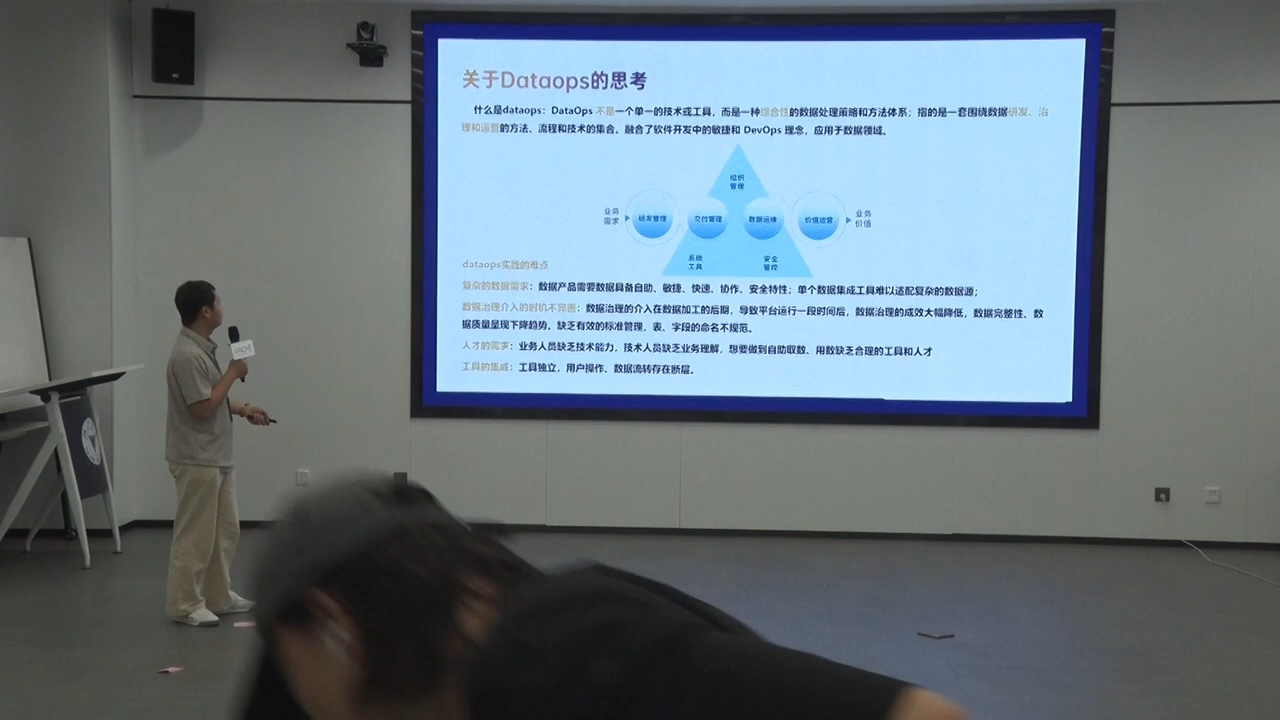 关于Dataops的思考
什么是dataops：DataOps 不是一个单一的技术或工具，而是一种综合性的数据处理策略和方法体系；指的是一套围绕数据研发、治
理和运营的方法、流程和技术的集合。融合了软件开发中的敏捷和 DevOps 理念，应用于数据领域。
组织
管理
业务
需求
研发管理
交付管理
数据运维
价值运营
业务
价值
系统
工具
安全
管控
dataops实践的难点
复杂的数据需求：数据产品需要数据具备自助、敏捷、快速、协作、安全特性；单个数据集成工具难以适配复杂的数据源；
数据治理介入的时机不完善：数据治理的介入在数据加工的后期，导致平台运行一段时间后，数据治理的成效大幅降低，数据完整性、数
据质量呈现下降趋势。缺乏有效的标准管理，表、字段的命名不规范。
人才的需求：业务人员缺乏技术能力，技术人员缺乏业务理解，想要做到自助取数、用数缺乏合理的工具和人才
工具的集成：工具独立，用户操作、数据流转存在断层。